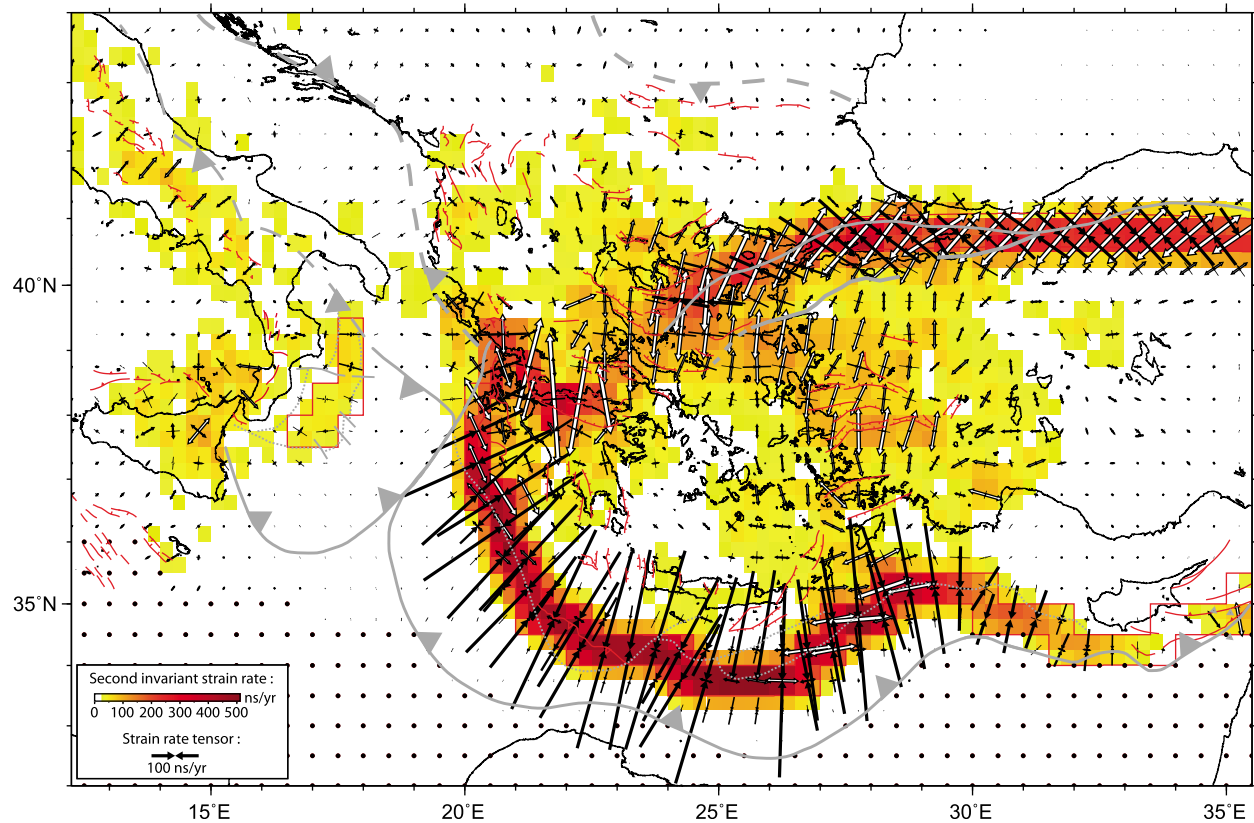 40°N
35°N
Second invariant strain rate :
ns/yr
0 100 200 300 400 500
Strain rate tensor :
100 ns/yr
15°E 20°E 25°E 30°E 35°E